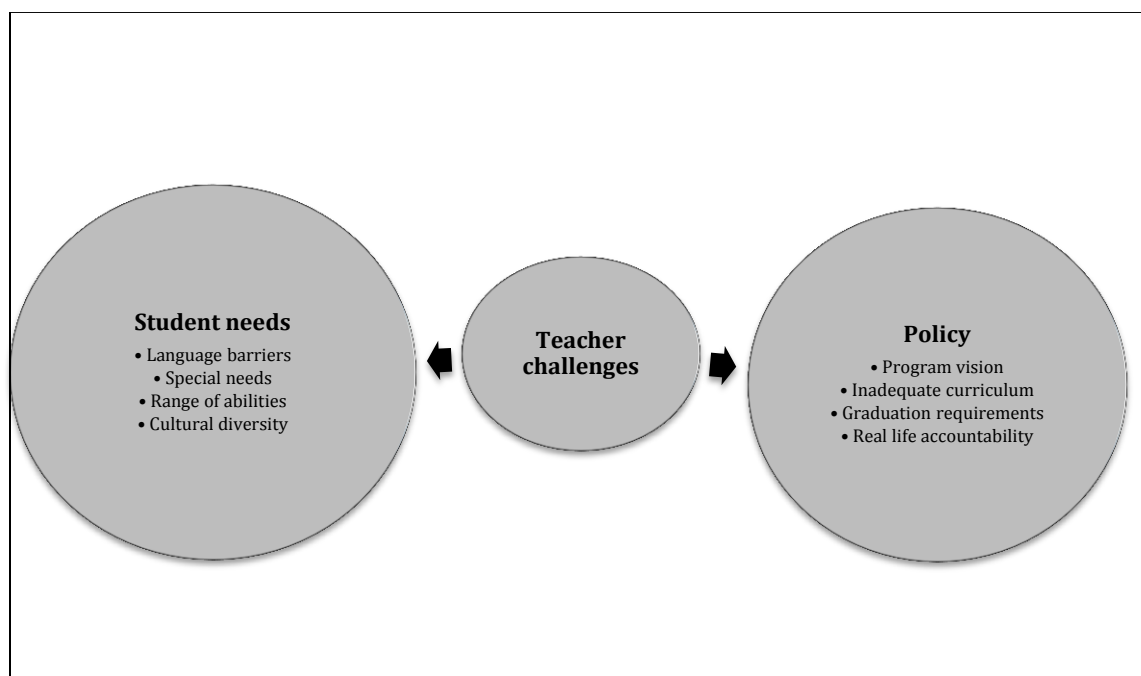 Student needs
• Language barriers
• Special needs
• Range of abilities
• Cultural diversity
Teacher
challenges
Policy
• Program vision
• Inadequate curriculum
• Graduation requirements
• Real life accountability